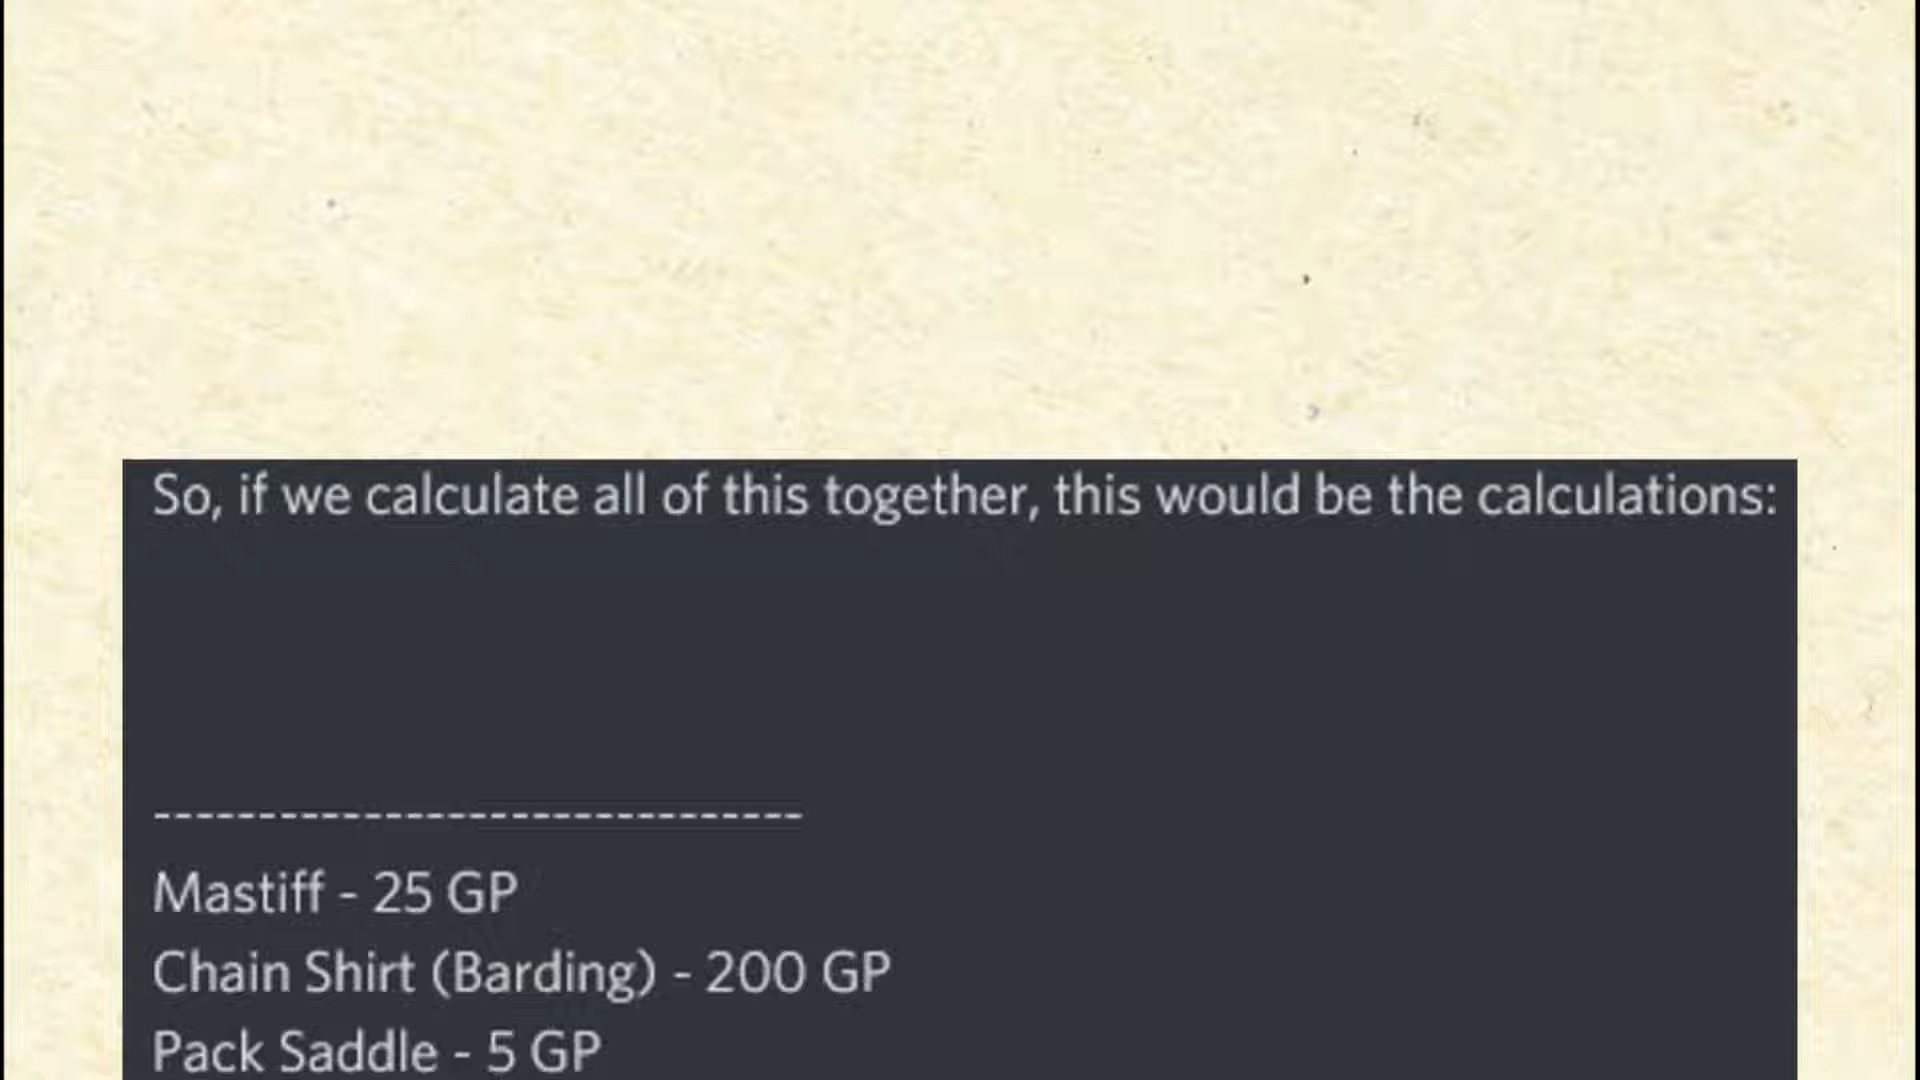 So, if we calculate all of this together, this would be the calculations:
--------------------------------
Mastiff - 25 GP
Chain Shirt (Barding) - 200 GP
Pack Saddle - 5 GP